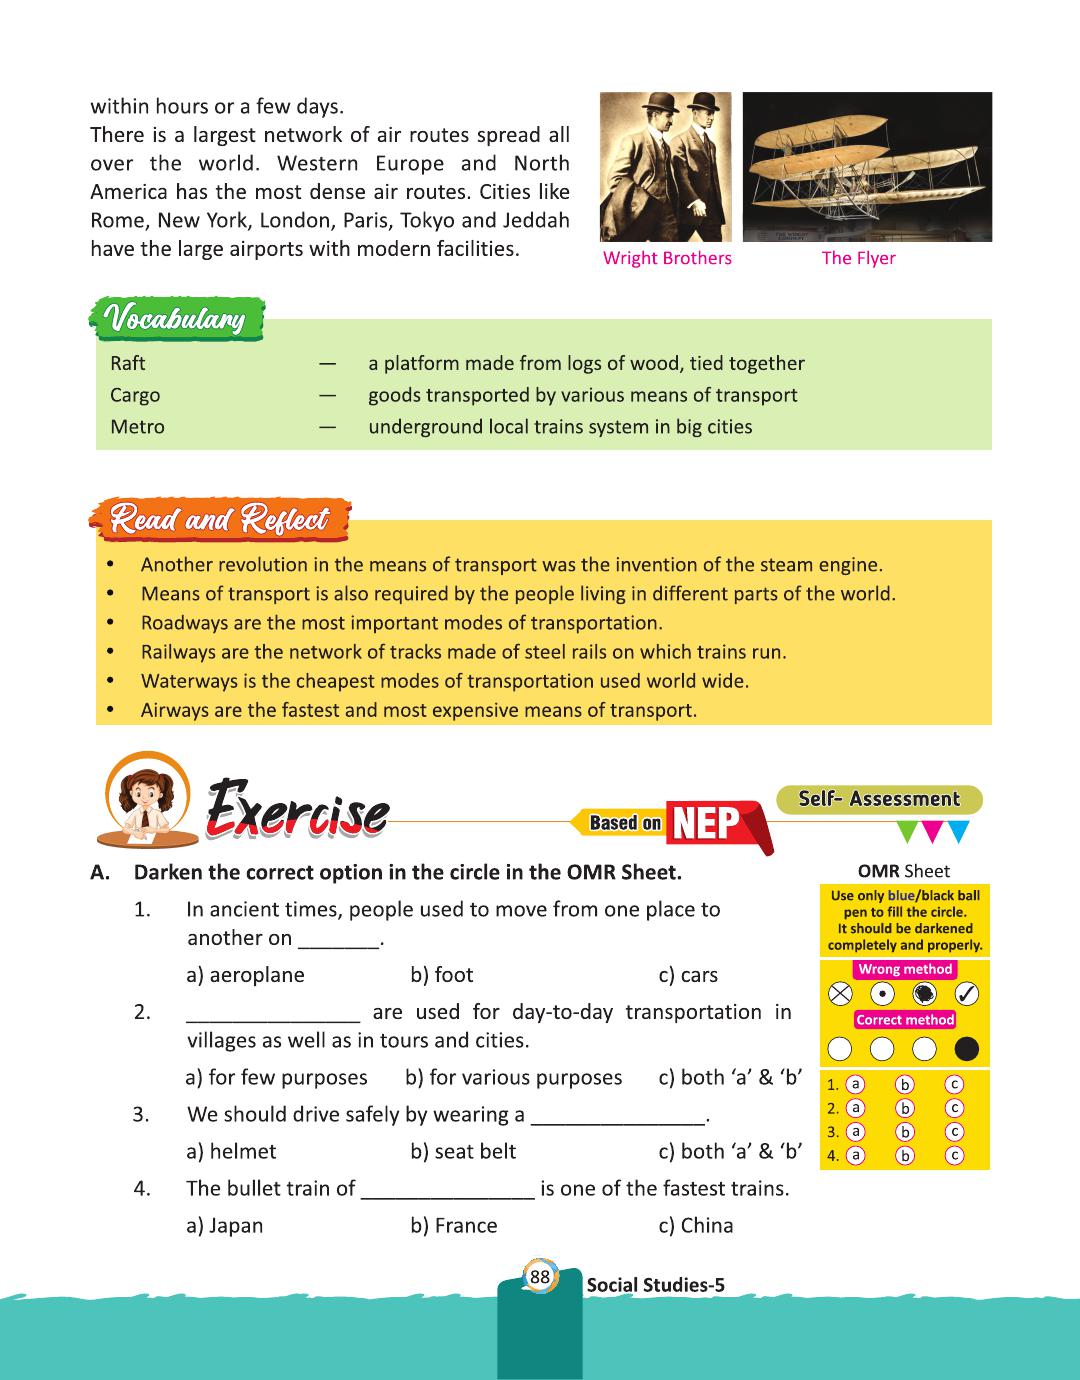 within hours or a few days.
There is a largest network of air routes spread all
over the world. Western Europe and North
America has the most dense air routes. Cities like
Rome, New York, London, Paris, Tokyo and Jeddah
have the large airports with modern facilities.
Wright Brothers
The Flyer
Vocabulary
Raft — a platform made from logs of wood, tied together
Cargo — goods transported by various means of transport
Metro — underground local trains system in big cities
Read and Reflect
• Another revolution in the means of transport was the invention of the steam engine.
• Means of transport is also required by the people living in different parts of the world.
• Roadways are the most important modes of transportation.
• Railways are the network of tracks made of steel rails on which trains run.
• Waterways is the cheapest modes of transportation used world wide.
• Airways are the fastest and most expensive means of transport.
Exercise
Based on NEP
Self- Assessment
A. Darken the correct option in the circle in the OMR Sheet.
1. In ancient times, people used to move from one place to
another on _______.
a) aeroplane b) foot c) cars
2. _______________ are used for day-to-day transportation in
villages as well as in tours and cities.
a) for few purposes b) for various purposes c) both ‘a’ & ‘b’
3. We should drive safely by wearing a _______________.
a) helmet b) seat belt c) both ‘a’ & ‘b’
4. The bullet train of _______________ is one of the fastest trains.
a) Japan b) France c) China
OMR Sheet
Use only blue/black ball
pen to fill the circle.
It should be darkened
completely and properly.
Wrong method
Correct method
1. a b c
2. a b c
3. a b c
4. a b c
88
Social Studies-5